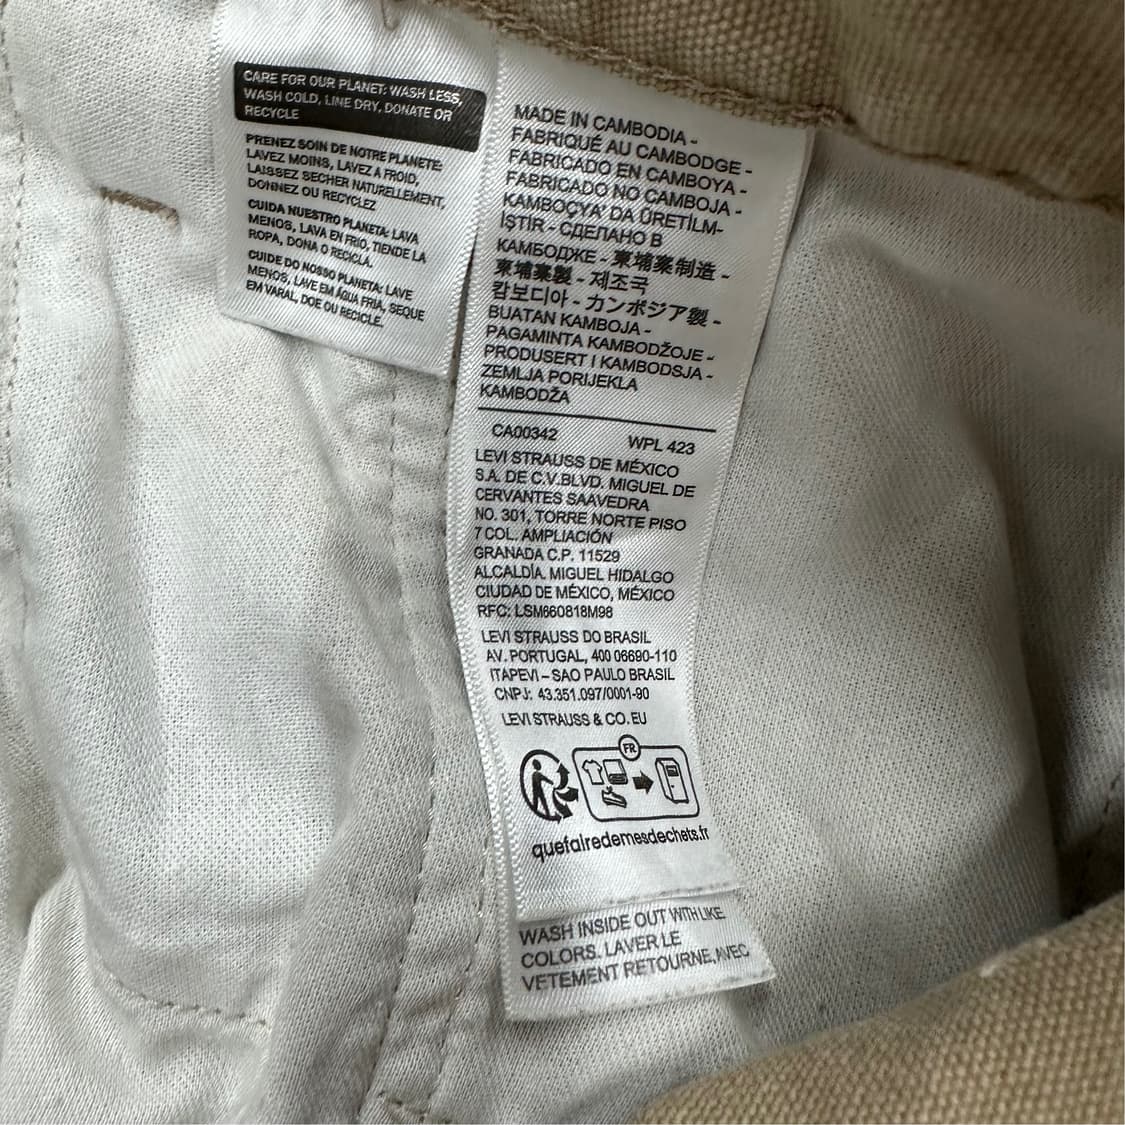 CARE FOR OUR PLANET: WASH LESS,
WASH COLD, LINE DRY, DONATE OR
RECYCLE
PRENEZ SOIN DE NOTRE PLANETE:
LAVEZ MOINS, LAVEZ A FROID,
LAISSEZ SECHER NATURELLEMENT,
DONNEZ OU RECYCLEZ
CUIDA NUESTRO PLANETA: LAVA
MENOS, LAVA EN FRIO, TIENDE LA
ROPA, DONA O RECICLA.
CUIDE DO NOSSO PLANETA: LAVE
MENOS, LAVE EM ÁGUA FRIA, SEQUE
EM VARAL, DOE OU RECICLE.
MADE IN CAMBODIA -
FABRIQUÉ AU CAMBODGE -
FABRICADO EN CAMBOYA -
FABRICADO NO CAMBOJA -
KAMBOÇYA' DA ÜRETİLM-
İŞTİR - СДЕЛАНО В
КАМБОДЖЕ - 柬埔寨制造 -
柬埔寨製 - 제조국
캄보디아 - カンボジア製 -
BUATAN KAMBOJA -
PAGAMINTA KAMBODŽOJE -
PRODUSERT I KAMBODSJA -
ZEMLJA PORIJEKLA
KAMBODŽA
CA00342 WPL 423
LEVI STRAUSS DE MÉXICO
S.A. DE C.V.BLVD. MIGUEL DE
CERVANTES SAAVEDRA
NO. 301, TORRE NORTE PISO
7 COL. AMPLIACIÓN
GRANADA C.P. 11529
ALCALDÍA. MIGUEL HIDALGO
CIUDAD DE MÉXICO, MÉXICO
RFC: LSM660818M98
LEVI STRAUSS DO BRASIL
AV. PORTUGAL, 400 06690-110
ITAPEVI – SAO PAULO BRASIL
CNPJ: 43.351.097/0001-90
LEVI STRAUSS & CO. EU
FR
quefairedemesdechets.fr
WASH INSIDE OUT WITH LIKE
COLORS. LAVER LE
VETEMENT RETOURNE, AVEC